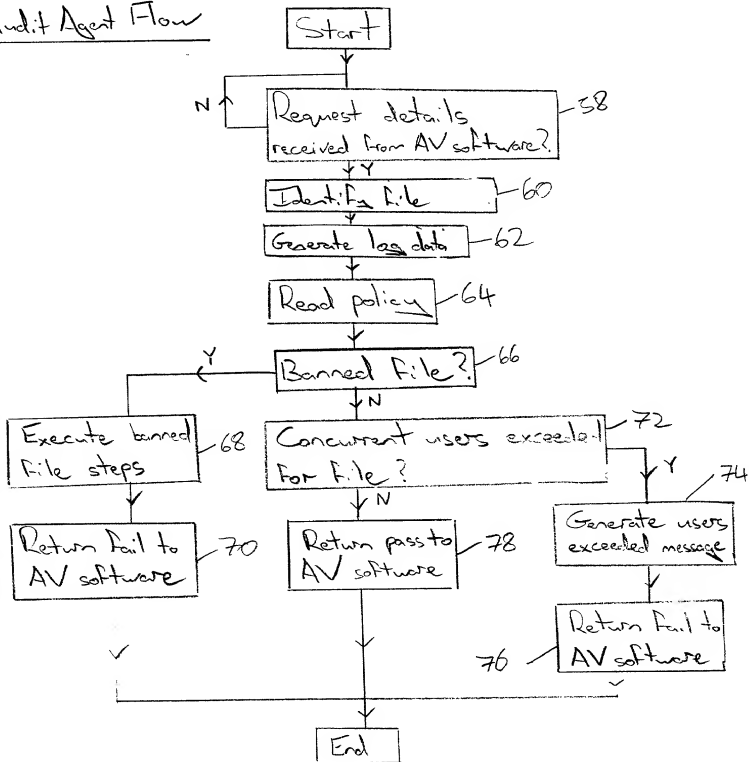 Audit Agent Flow
Start
N
Request details
received from AV software?
58
Y
Identify file
60
Generate log data
62
Read policy
64
Banned File?
66
Y
N
Execute banned
file steps
68
Concurrent users exceeded
For file?
72
Y
N
74
Generate users
exceeded message
Return Fail to
AV software
70
Return pass to
AV software
78
Return Fail to
AV software
76
End